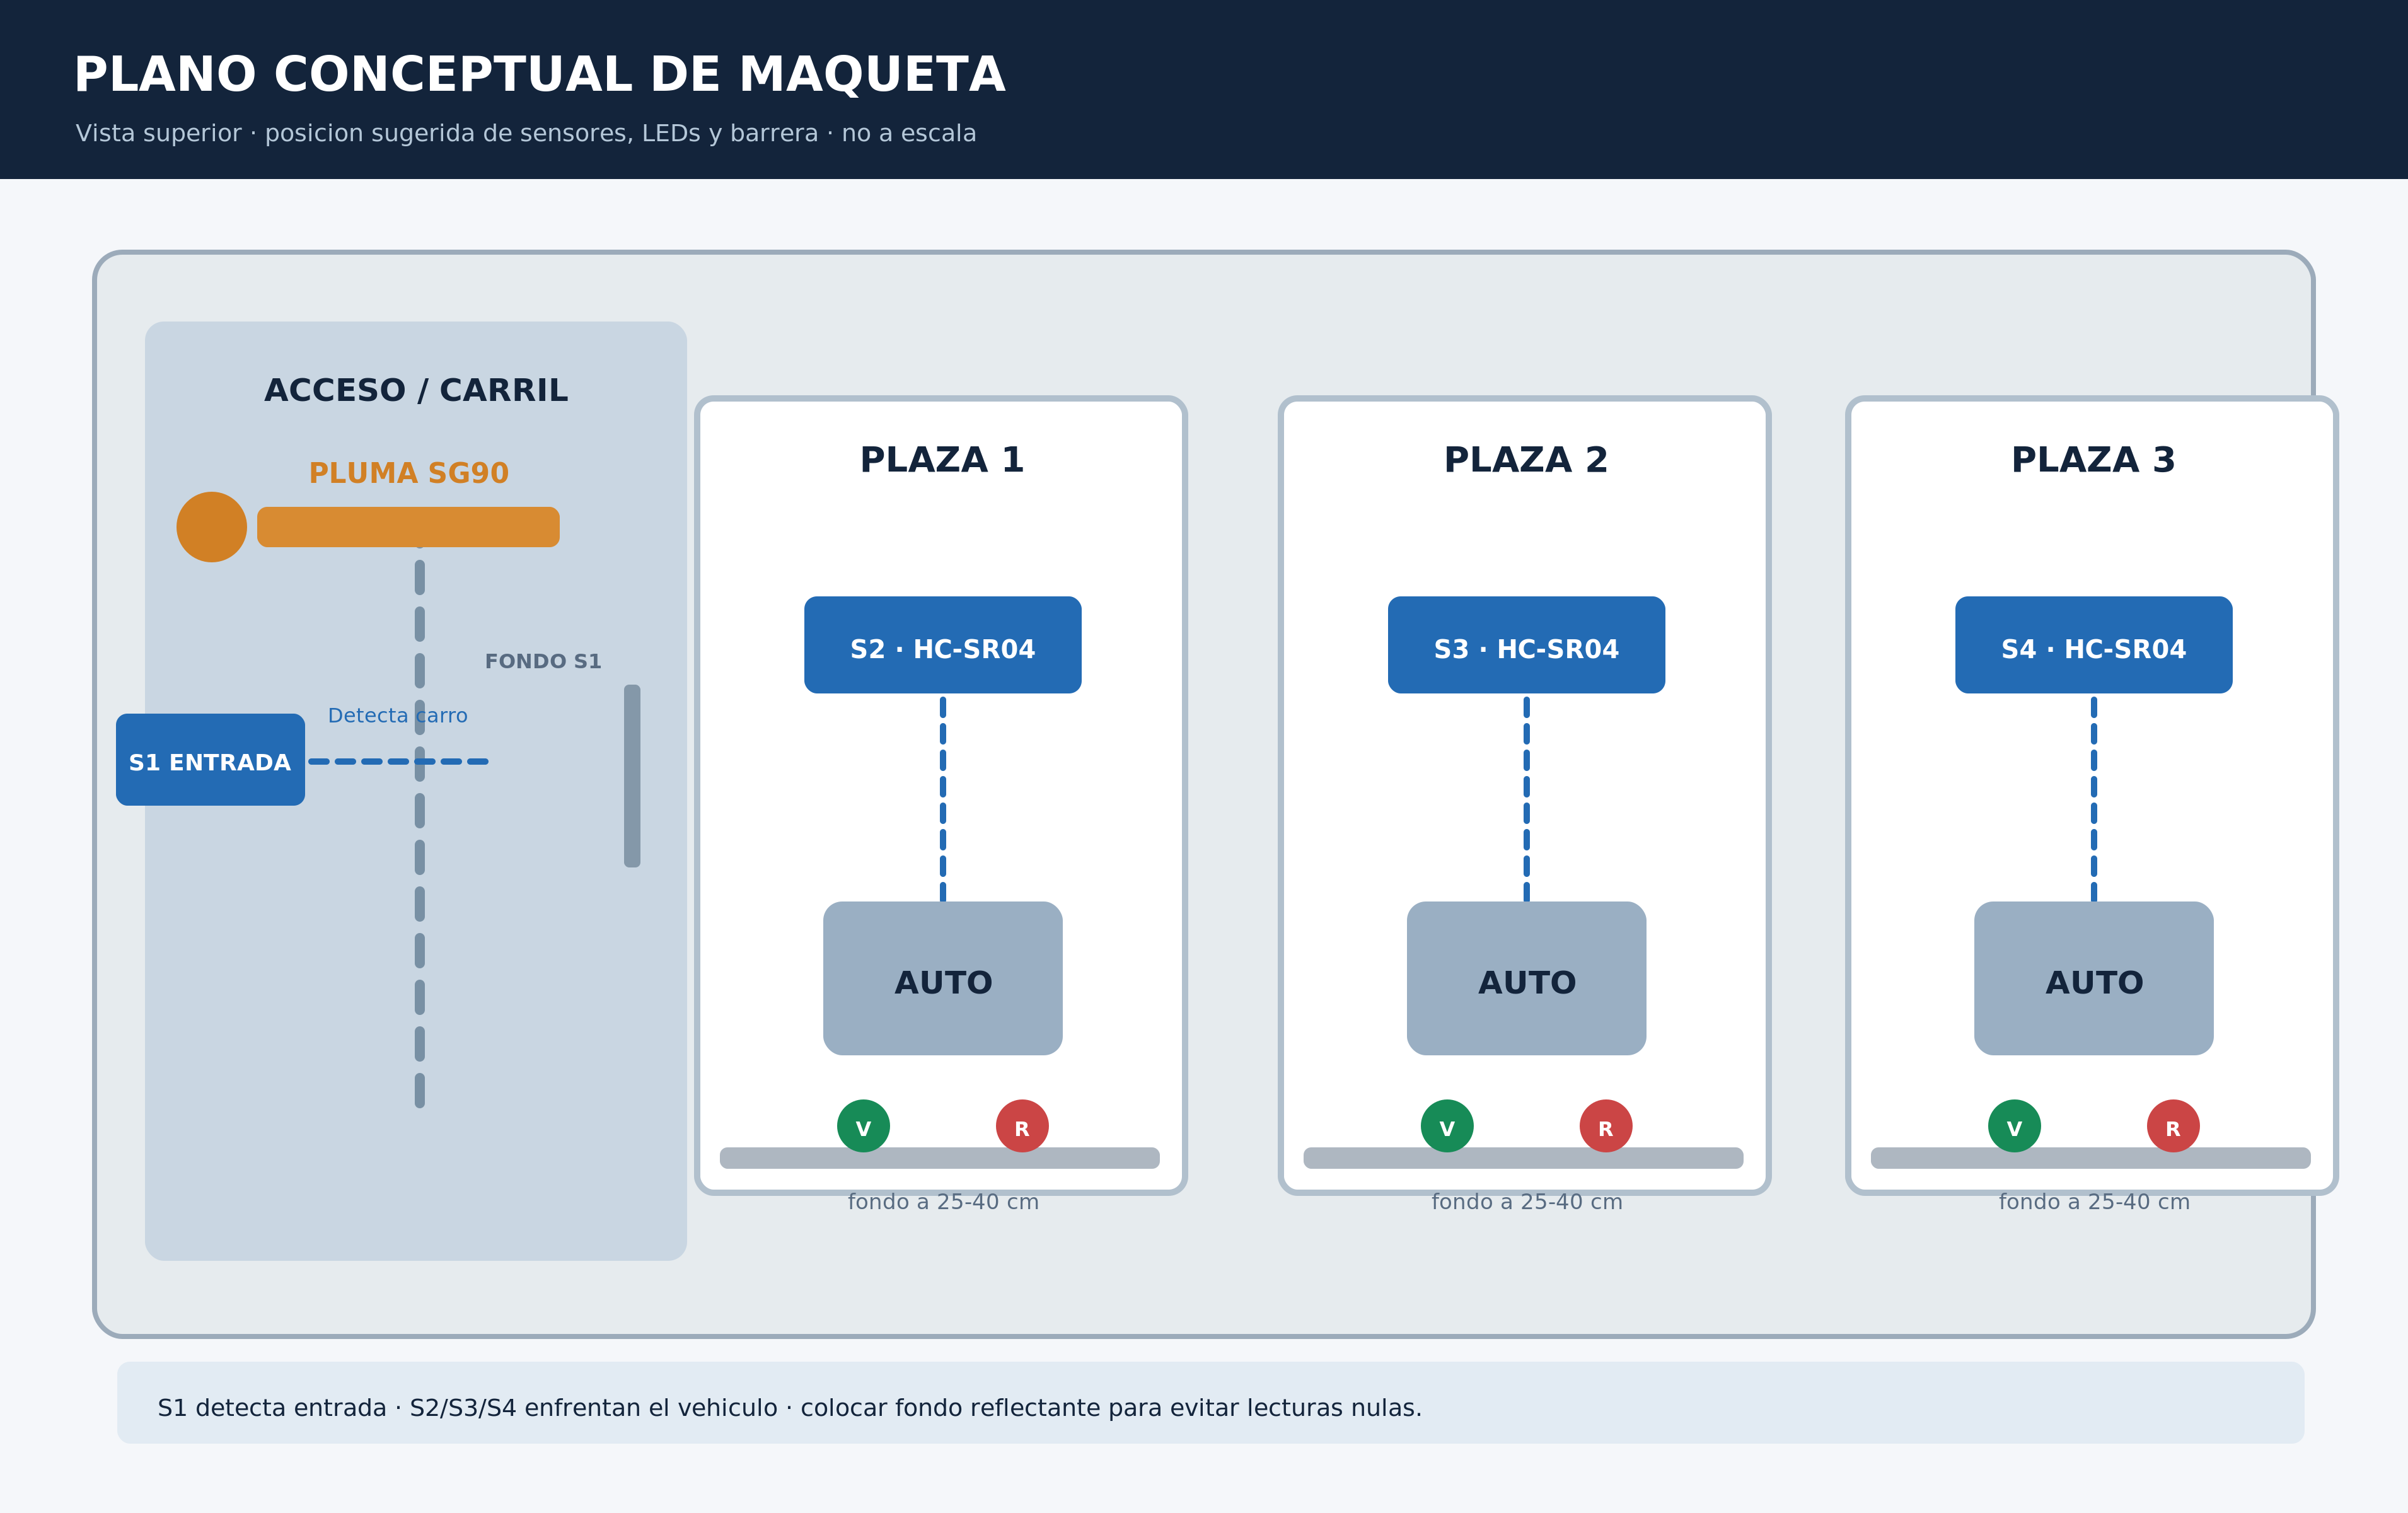 PLANO CONCEPTUAL DE MAQUETA
Vista superior · posicion sugerida de sensores, LEDs y barrera · no a escala
ACCESO / CARRIL
PLUMA SG90
FONDO S1
Detecta carro
S1 ENTRADA
PLAZA 1
S2 · HC-SR04
AUTO
V
R
fondo a 25-40 cm
PLAZA 2
S3 · HC-SR04
AUTO
V
R
fondo a 25-40 cm
PLAZA 3
S4 · HC-SR04
AUTO
V
R
fondo a 25-40 cm
S1 detecta entrada · S2/S3/S4 enfrentan el vehiculo · colocar fondo reflectante para evitar lecturas nulas.